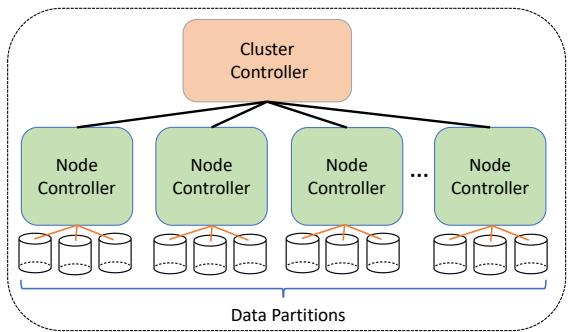 Cluster
Controller
Node
Controller
Node
Controller
Node
Controller
...
Node
Controller
Data Partitions